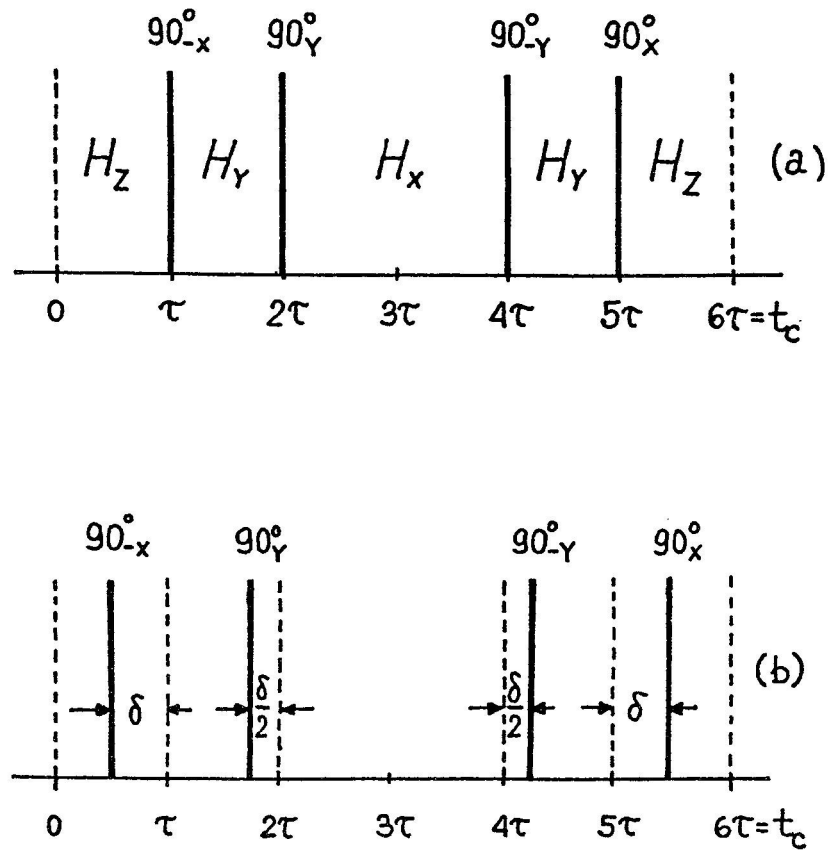 90°-X 90°Y 90°-Y 90°X
HZ HY HX HY HZ (a)
0 τ 2τ 3τ 4τ 5τ 6τ=tc
90°-X 90°Y 90°-Y 90°X
δ δ/2 δ/2 δ (b)
0 τ 2τ 3τ 4τ 5τ 6τ=tc